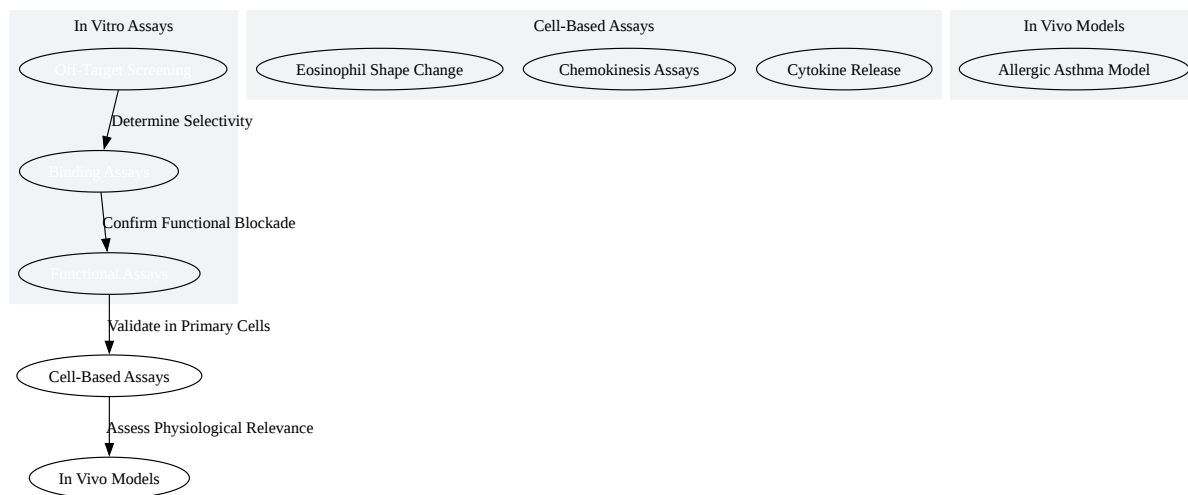 In Vitro Assays
Off-Target Screening
Determine Selectivity
Binding Assays
Confirm Functional Blockade
Functional Assays
Validate in Primary Cells
Cell-Based Assays
Assess Physiological Relevance
In Vivo Models
Cell-Based Assays
Eosinophil Shape Change
Chemokinesis Assays
Cytokine Release
In Vivo Models
Allergic Asthma Model